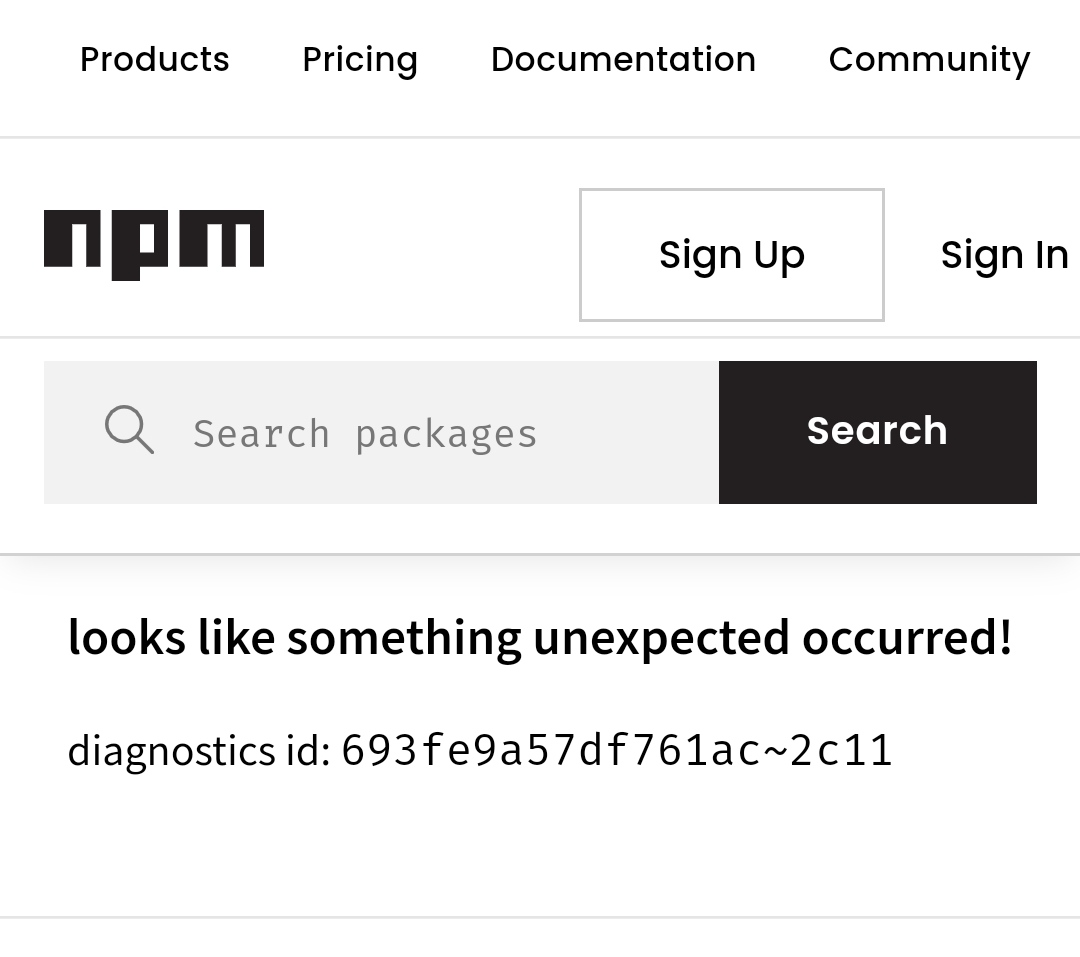 Products Pricing Documentation Community
npm Sign Up Sign In
Search packages Search
looks like something unexpected occurred!
diagnostics id: 693fe9a57df761ac~2c11